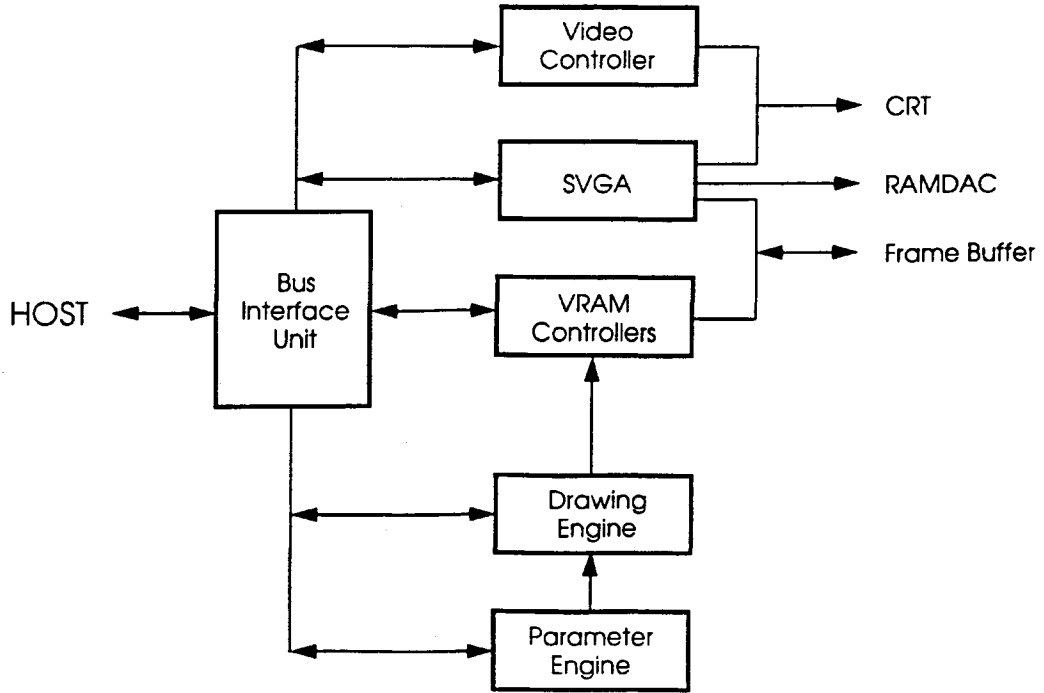 Video
Controller
CRT
SVGA
RAMDAC
Frame Buffer
Bus
Interface
Unit
HOST
VRAM
Controllers
Drawing
Engine
Parameter
Engine